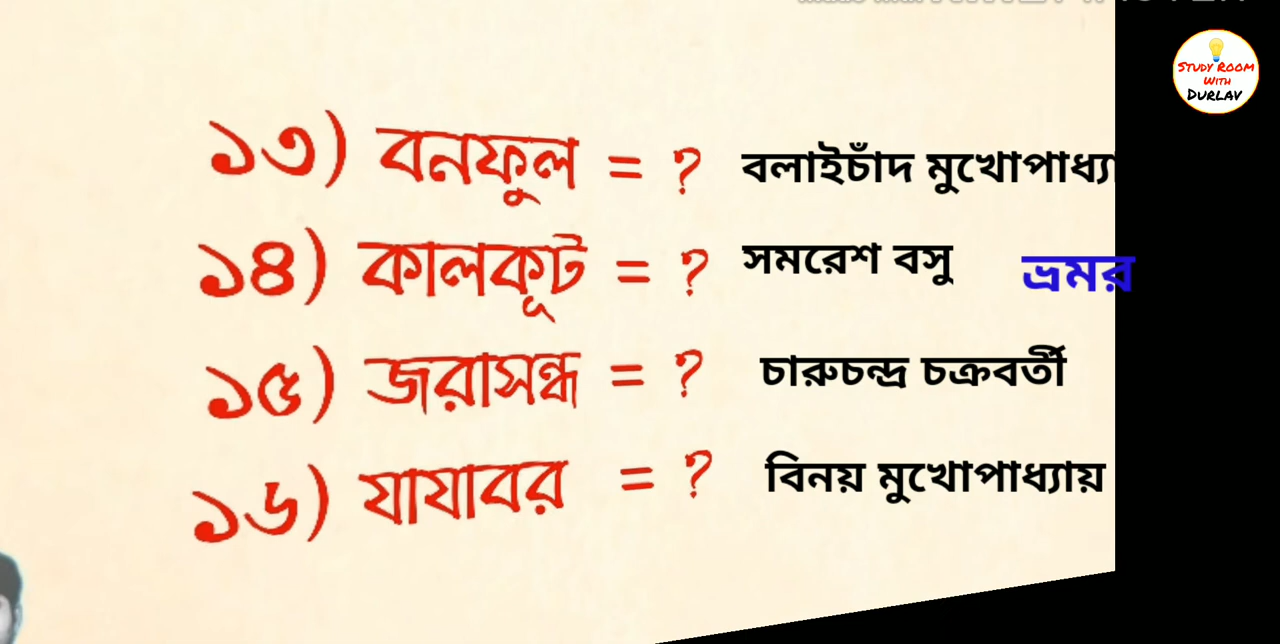 STUDY ROOM
WITH
DURLAV
১৩) বনফুল = ? বলাইচাঁদ মুখোপাধ্যা
১৪) কালকূট = ? সমরেশ বসু ভ্রমর
১৫) জরাসন্ধ = ? চারুচন্দ্র চক্রবর্তী
১৬) যাযাবর = ? বিনয় মুখোপাধ্যায়